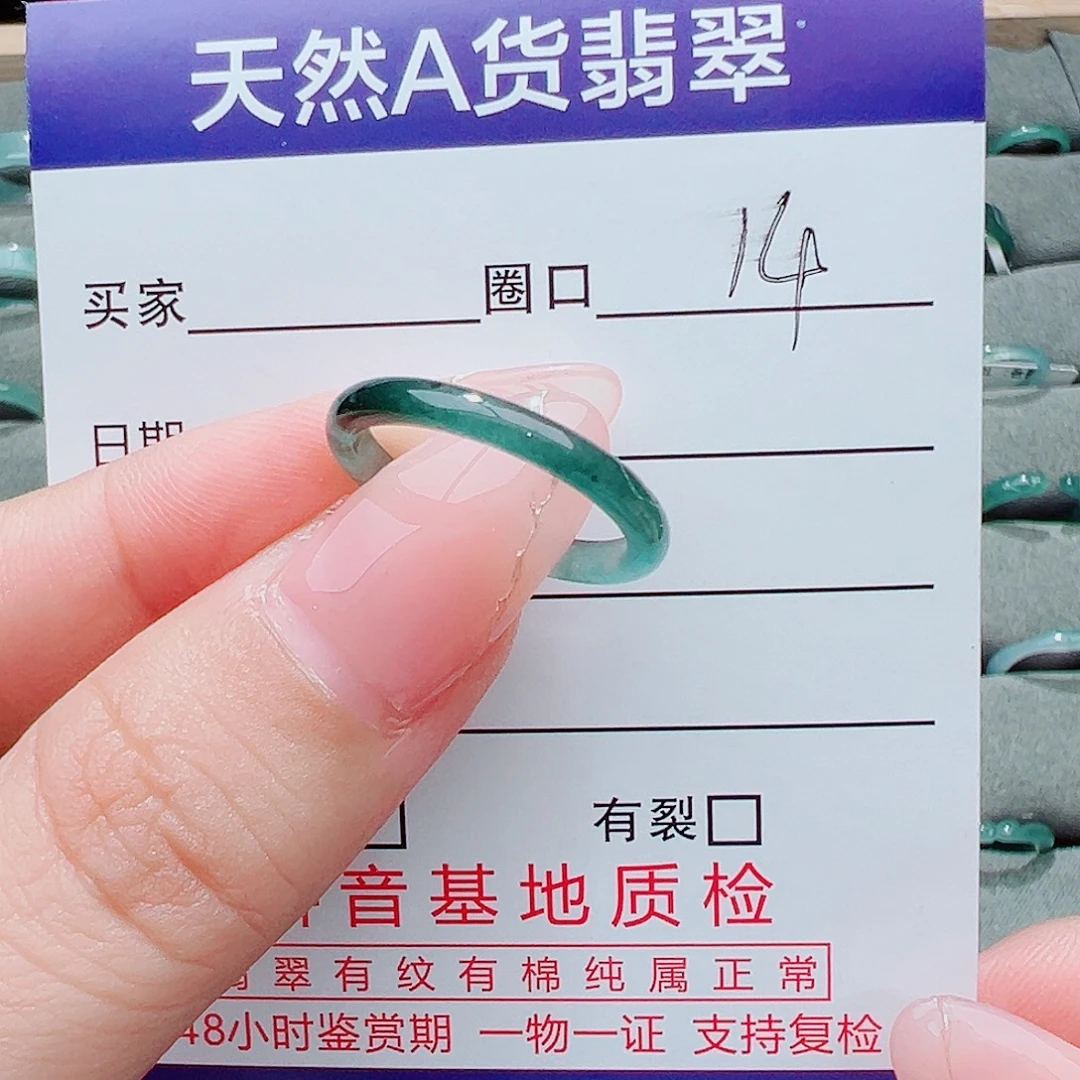 天然A货翡翠
买家 圈口 14
日期
有裂
音基地质检
翠有纹有棉纯属正常
48小时鉴赏期 一物一证 支持复检